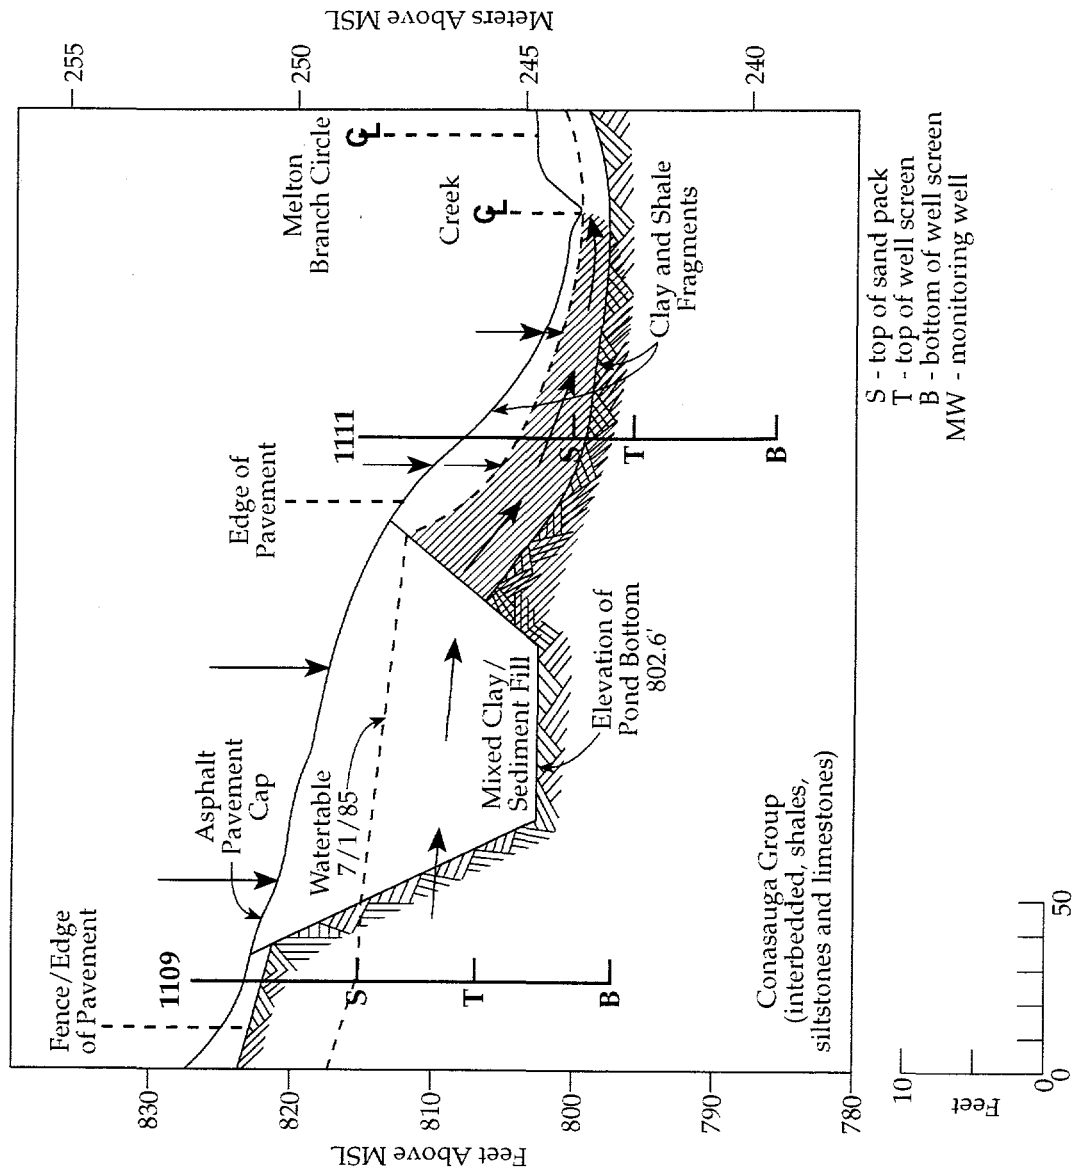 Feet Above MSL
830
820
810
800
790
780
Meters Above MSL
255
250
245
240
Fence/Edge
of Pavement
1109
S
T
B
Asphalt
Pavement
Cap
Watertable
7/1/85
Mixed Clay/
Sediment Fill
Elevation of
Pond Bottom
802.6'
Edge of
Pavement
1111
S
T
B
Melton
Branch Circle
CL
Creek
CL
Clay and Shale
Fragments
Conasauga Group
(interbedded, shales,
siltstones and limestones)
Feet
10
0
0
50
S - top of sand pack
T - top of well screen
B - bottom of well screen
MW - monitoring well